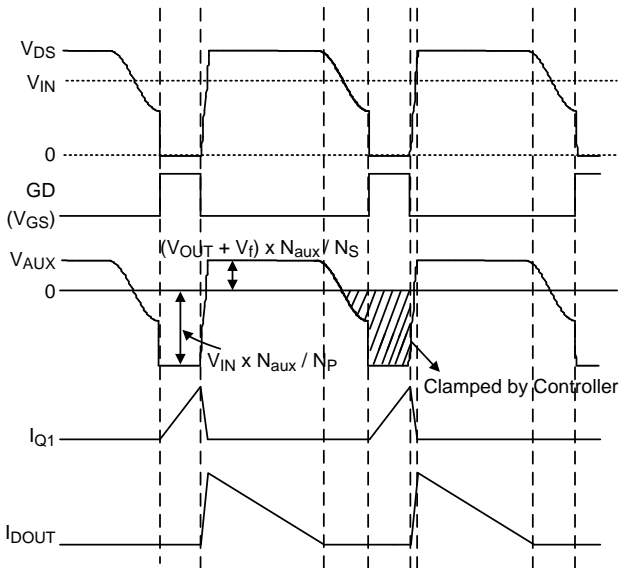 VDS
VIN
0
GD
(VGS)
(VOUT + Vf) x Naux / NS
VAUX
0
VIN x Naux / NP
Clamped by Controller
IQ1
IDOUT